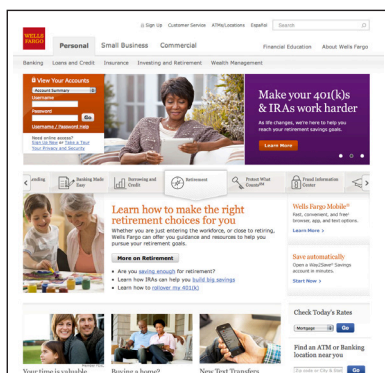 Sign Up Customer Service ATMs/Locations Español Search
WELLS
FARGO
Personal Small Business Commercial Financial Education About Wells Fargo
Banking Loans and Credit Insurance Investing and Retirement Wealth Management
View Your Accounts
Account Summary
Username
Password
Go
Username / Password Help
Need online access?
Sign Up Now or Take a Tour
Your Privacy and Security
Make your 401(k)s
& IRAs work harder
As life changes, we're here to help you
reach your retirement savings goals.
Learn More
ending
Banking Made
Easy
Borrowing and
Credit
Retirement
Protect What
Counts℠
Fraud Information
Center
Learn how to make the right
retirement choices for you
Whether you are just entering the workforce, or close to retiring,
Wells Fargo can offer you guidance and resources to help you
pursue your retirement goals.
More on Retirement
Are you saving enough for retirement?
Learn how IRAs can help you build big savings
Learn how to rollover my 401(k)
Wells Fargo Mobile®
Fast, convenient, and free
browser, app, and text options.
Learn More >
Save automatically
Open a Way2Save® Savings
account in minutes.
Start Now >
Check Today's Rates
Mortgage Go
Find an ATM or Banking
location near you
Go
Your time is valuable
Buying a home?
New Text Transfers